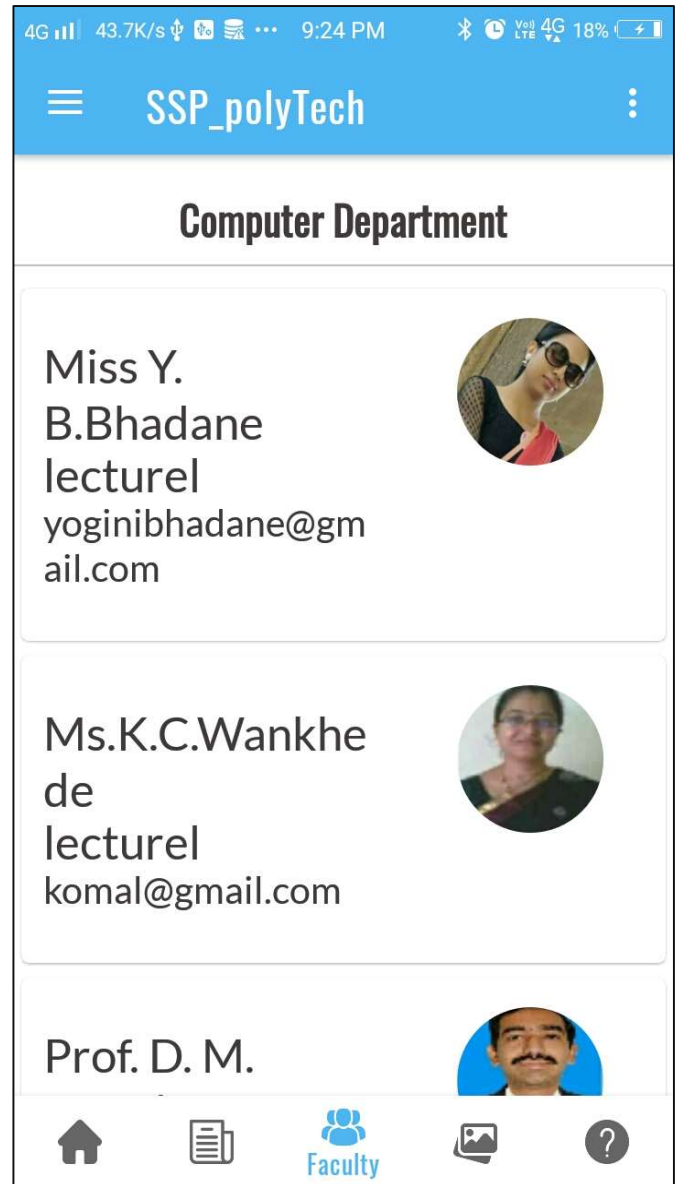 4G 43.7K/s ••• 9:24 PM VoLTE 4G 18%
SSP_polyTech
Computer Department
Miss Y.
B.Bhadane
lecturel
yoginibhadane@gm
ail.com
Ms.K.C.Wankhe
de
lecturel
komal@gmail.com
Prof. D. M.
Faculty
?